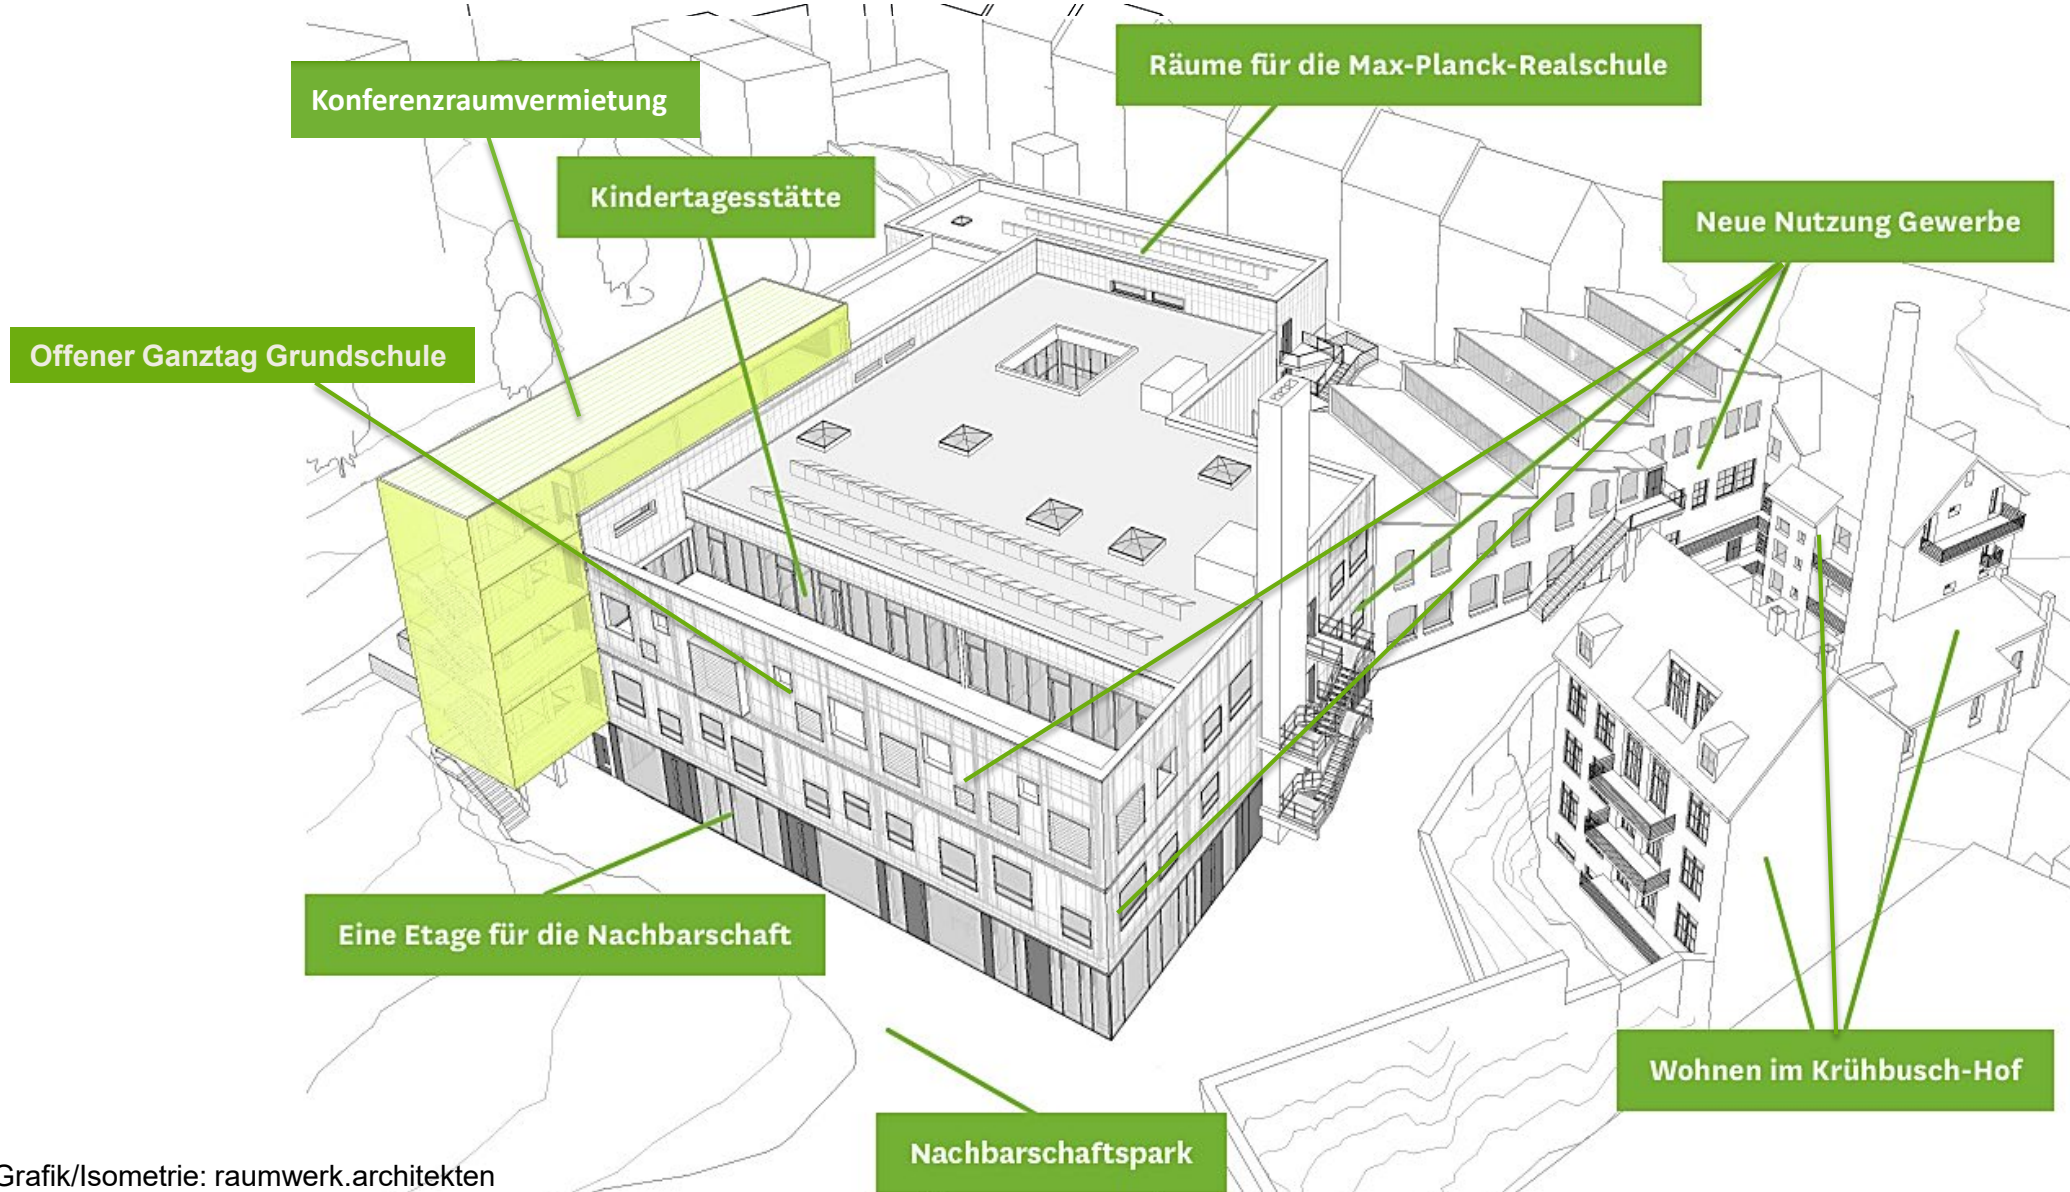 Räume für die Max-Planck-Realschule
Konferenzraumvermietung
Kindertagesstätte
Neue Nutzung Gewerbe
Offener Ganztag Grundschule
Eine Etage für die Nachbarschaft
Wohnen im Krühbusch-Hof
Nachbarschaftspark
Grafik/Isometrie: raumwerk.architekten